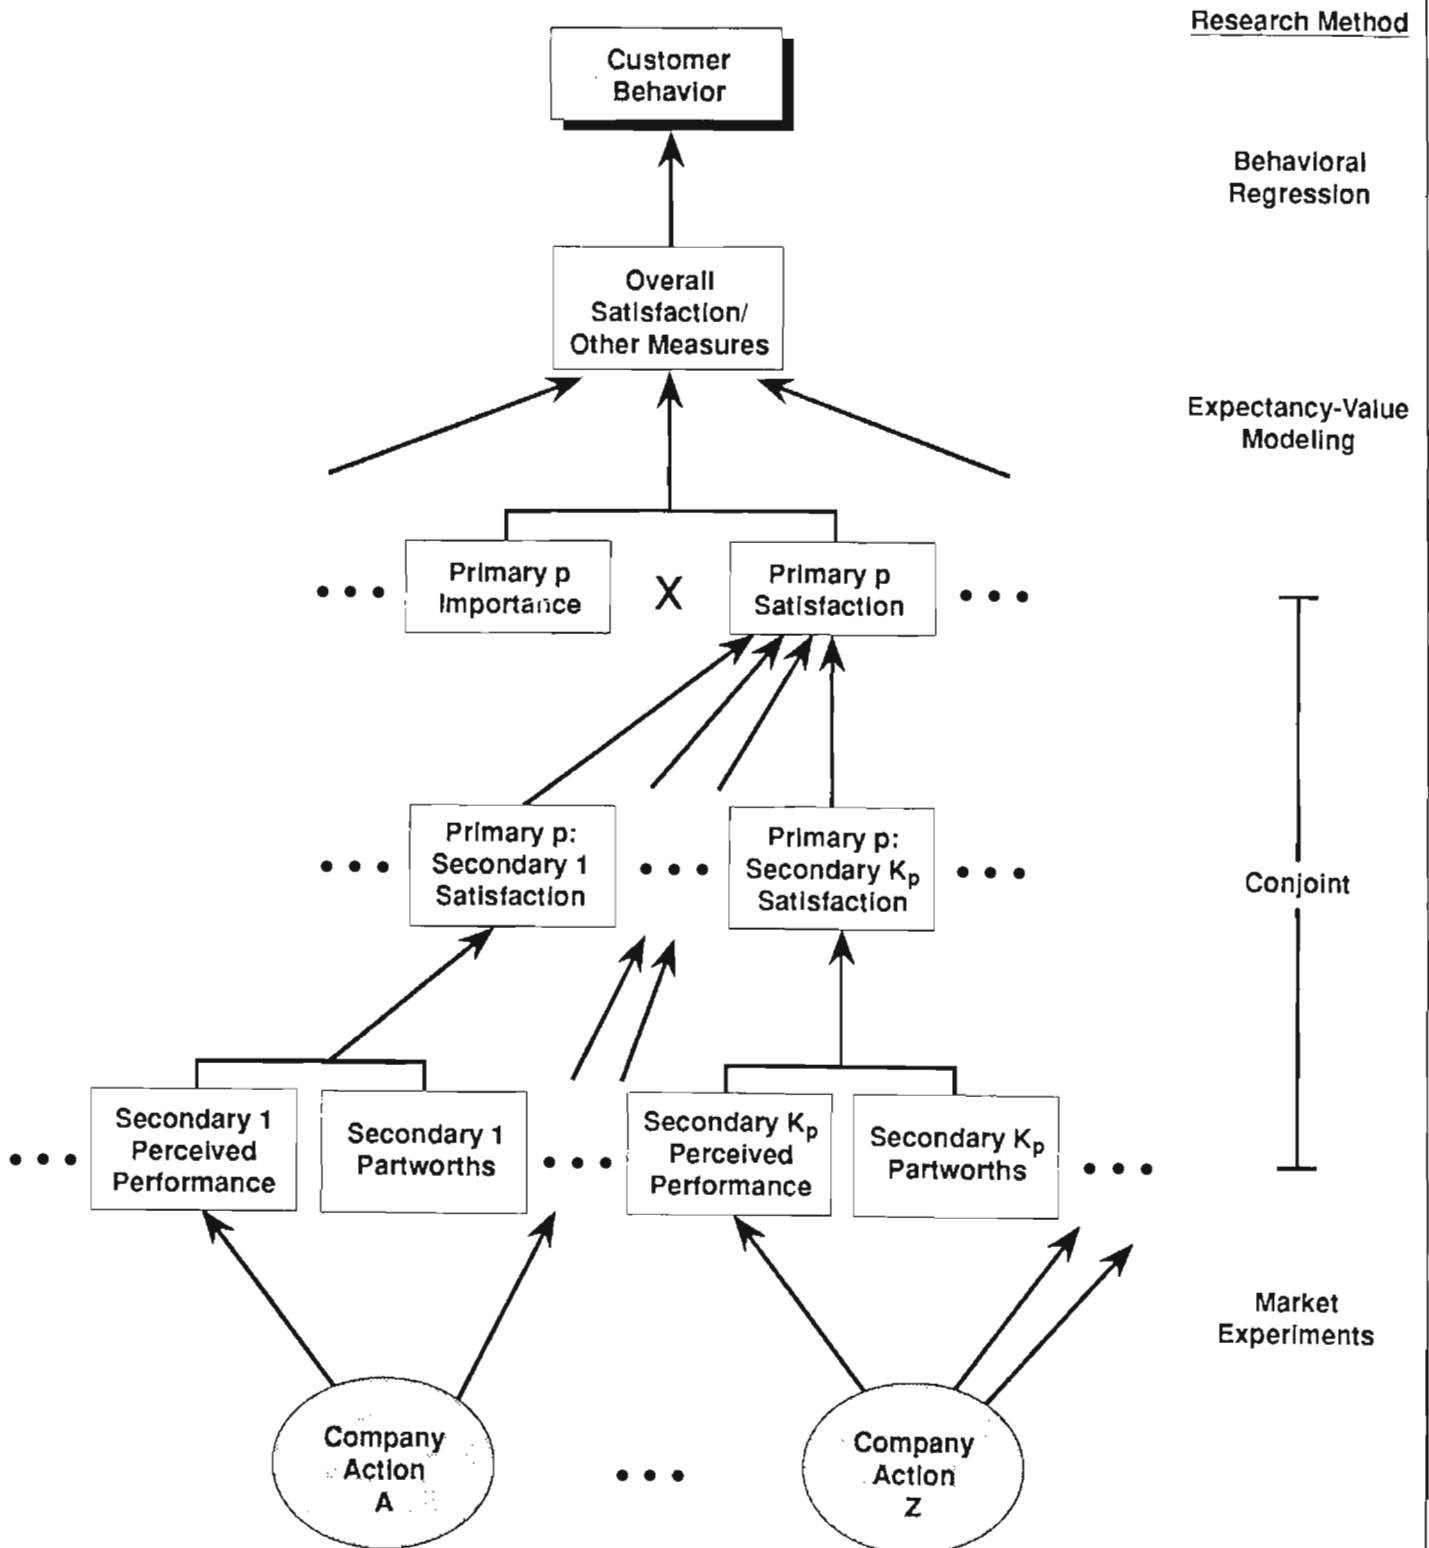 Research Method
Customer
Behavior
Behavioral
Regression
Overall
Satisfaction/
Other Measures
Expectancy-Value
Modeling
Primary p
Importance
X
Primary p
Satisfaction
Primary p:
Secondary 1
Satisfaction
Primary p:
Secondary Kp
Satisfaction
Conjoint
Secondary 1
Perceived
Performance
Secondary 1
Partworths
Secondary Kp
Perceived
Performance
Secondary Kp
Partworths
Market
Experiments
Company
Action
A
Company
Action
Z